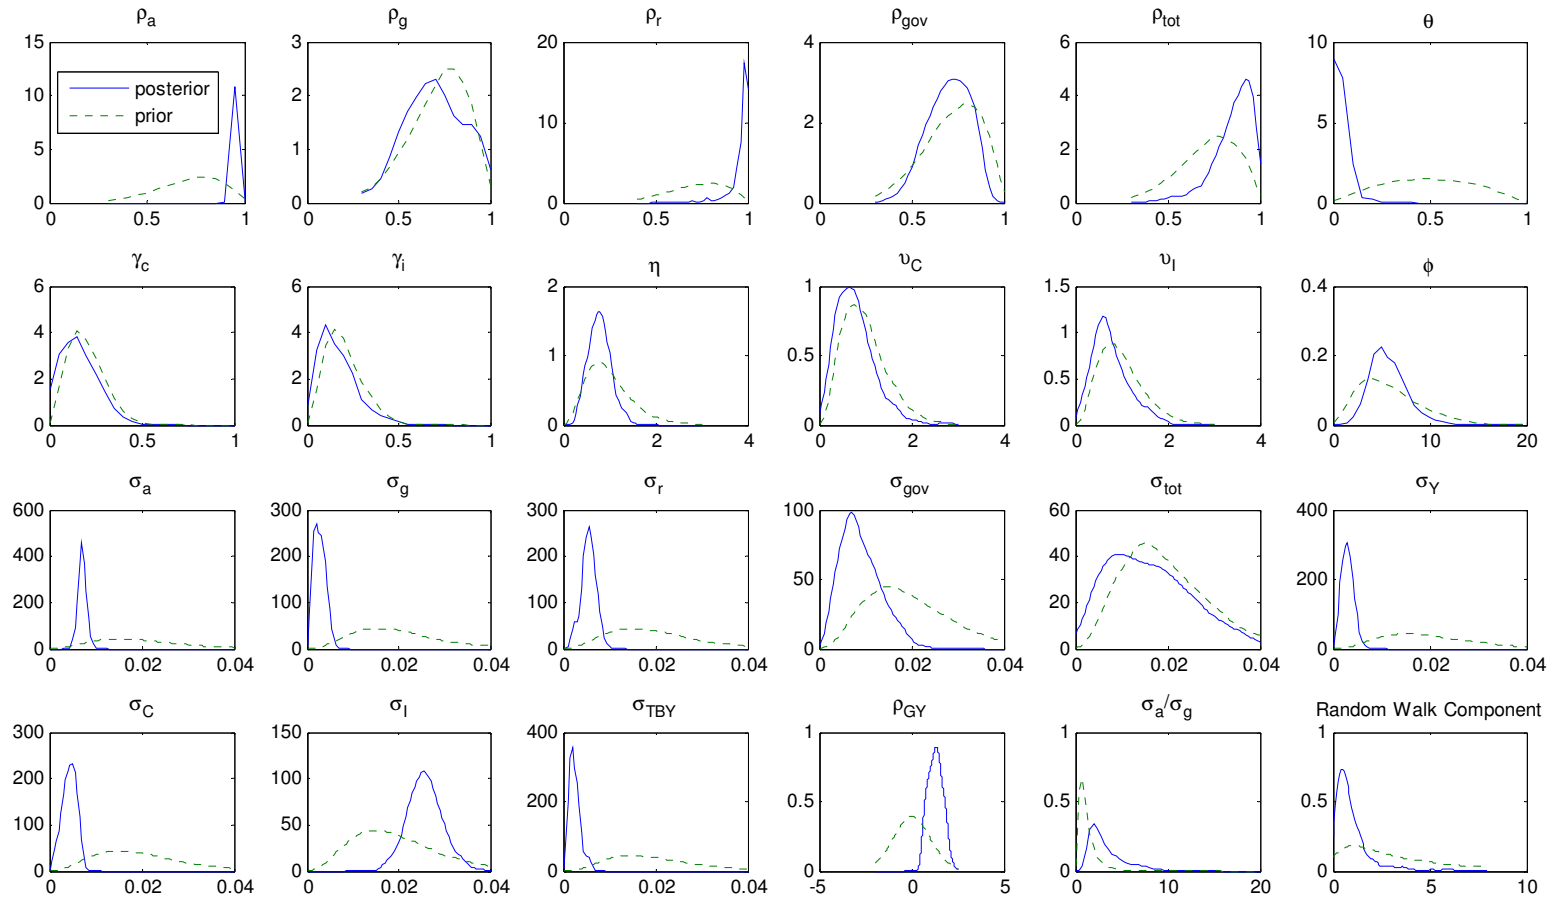 ρa ρg ρr ρgov ρtot θ
15 3 20 4 6 10
posterior
prior
10 2 10 2 4 5
5 1 2
0 0 0 0 0 0
0 0.5 1 0 0.5 1 0 0.5 1 0 0.5 1 0 0.5 1 0 0.5 1
γc γi η υC υI ϕ
6 6 2 1 1.5 0.4
4 4 1 0.5 1 0.2
2 2 0.5
0 0 0 0 0 0
0 0.5 1 0 0.5 1 0 2 4 0 2 4 0 2 4 0 10 20
σa σg σr σgov σtot σY
600 300 300 100 60 400
400 200 200 50 40 200
200 100 100 20
0 0 0 0 0 0
0 0.02 0.04 0 0.02 0.04 0 0.02 0.04 0 0.02 0.04 0 0.02 0.04 0 0.02 0.04
σC σI σTBY ρGY σa/σg Random Walk Component
300 150 400 1 1 1
200 100 200 0.5 0.5 0.5
100 50
0 0 0 0 0 0
0 0.02 0.04 0 0.02 0.04 0 0.02 0.04 -5 0 5 0 10 20 0 5 10